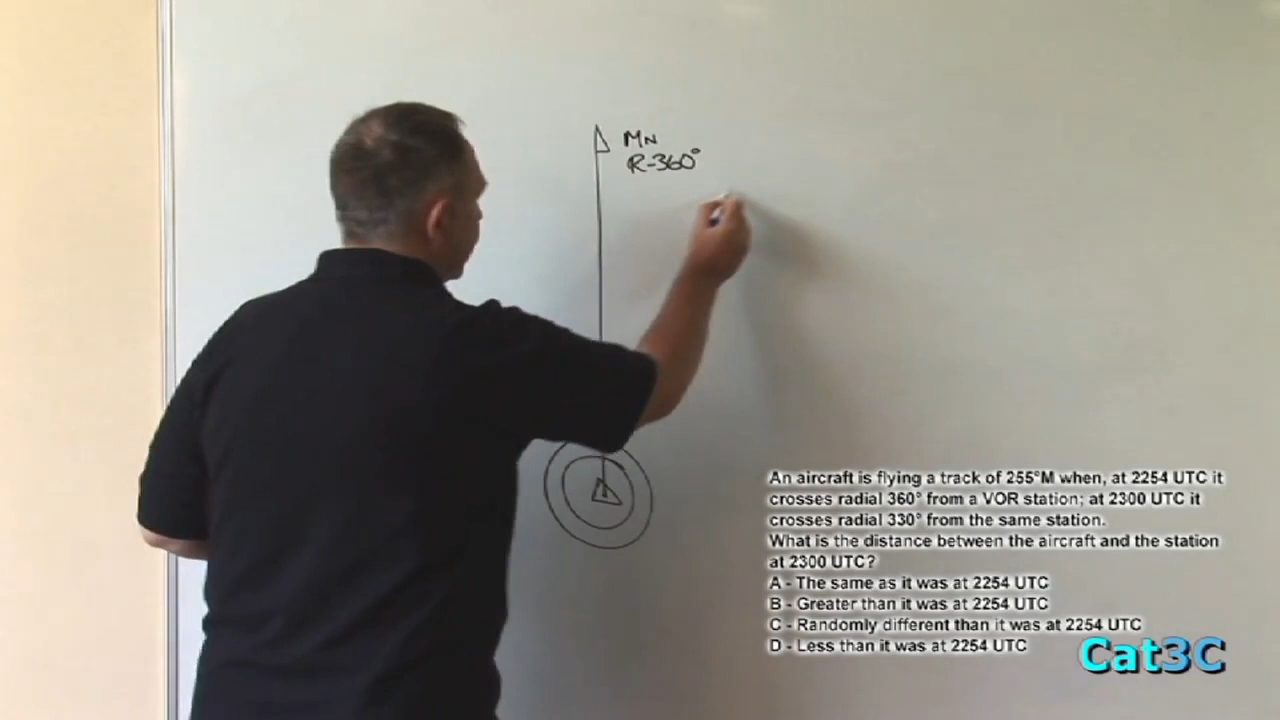 MN
R-360°
An aircraft is flying a track of 255°M when, at 2254 UTC it
crosses radial 360° from a VOR station; at 2300 UTC it
crosses radial 330° from the same station.
What is the distance between the aircraft and the station
at 2300 UTC?
A - The same as it was at 2254 UTC
B - Greater than it was at 2254 UTC
C - Randomly different than it was at 2254 UTC
D - Less than it was at 2254 UTC
Cat3C